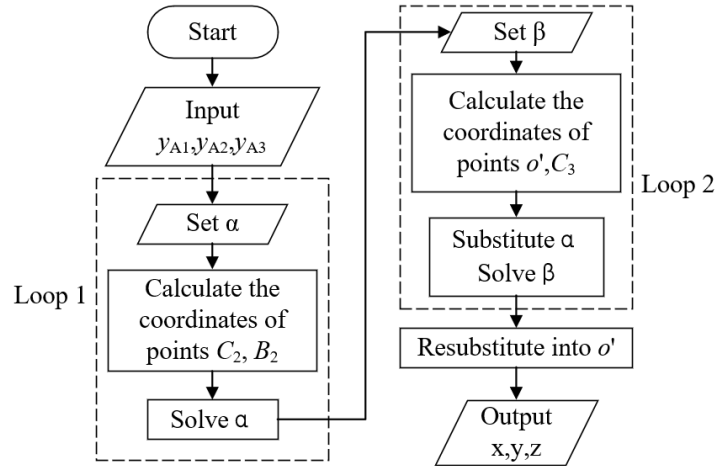 Start
Input
yA1,yA2,yA3
Set α
Loop 1
Calculate the
coordinates of
points C2, B2
Solve α
Set β
Calculate the
coordinates of
points o',C3
Loop 2
Substitute α
Solve β
Resubstitute into o'
Output
x,y,z